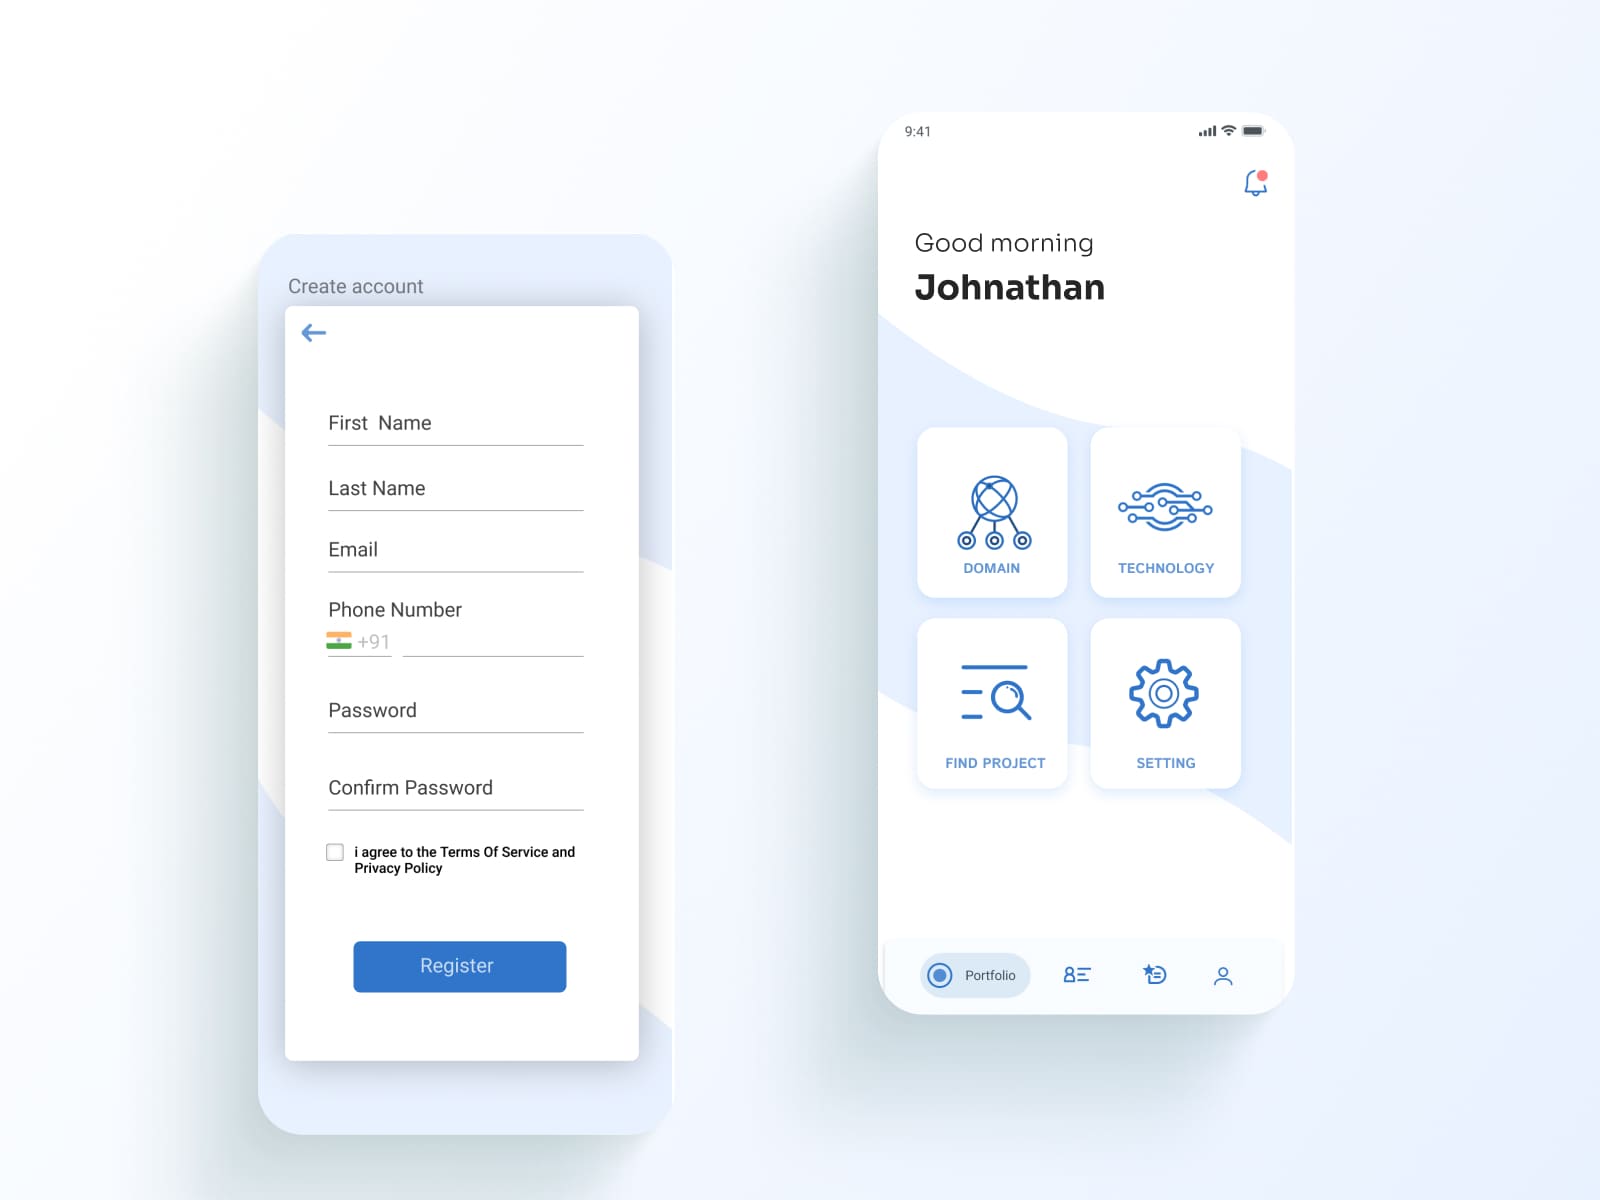 Create account
First  Name
Last Name
Email
Phone Number
+91
Password
Confirm Password
i agree to the Terms Of Service and
Privacy Policy
Register
9:41
Good morning
Johnathan
DOMAIN
TECHNOLOGY
FIND PROJECT
SETTING
Portfolio